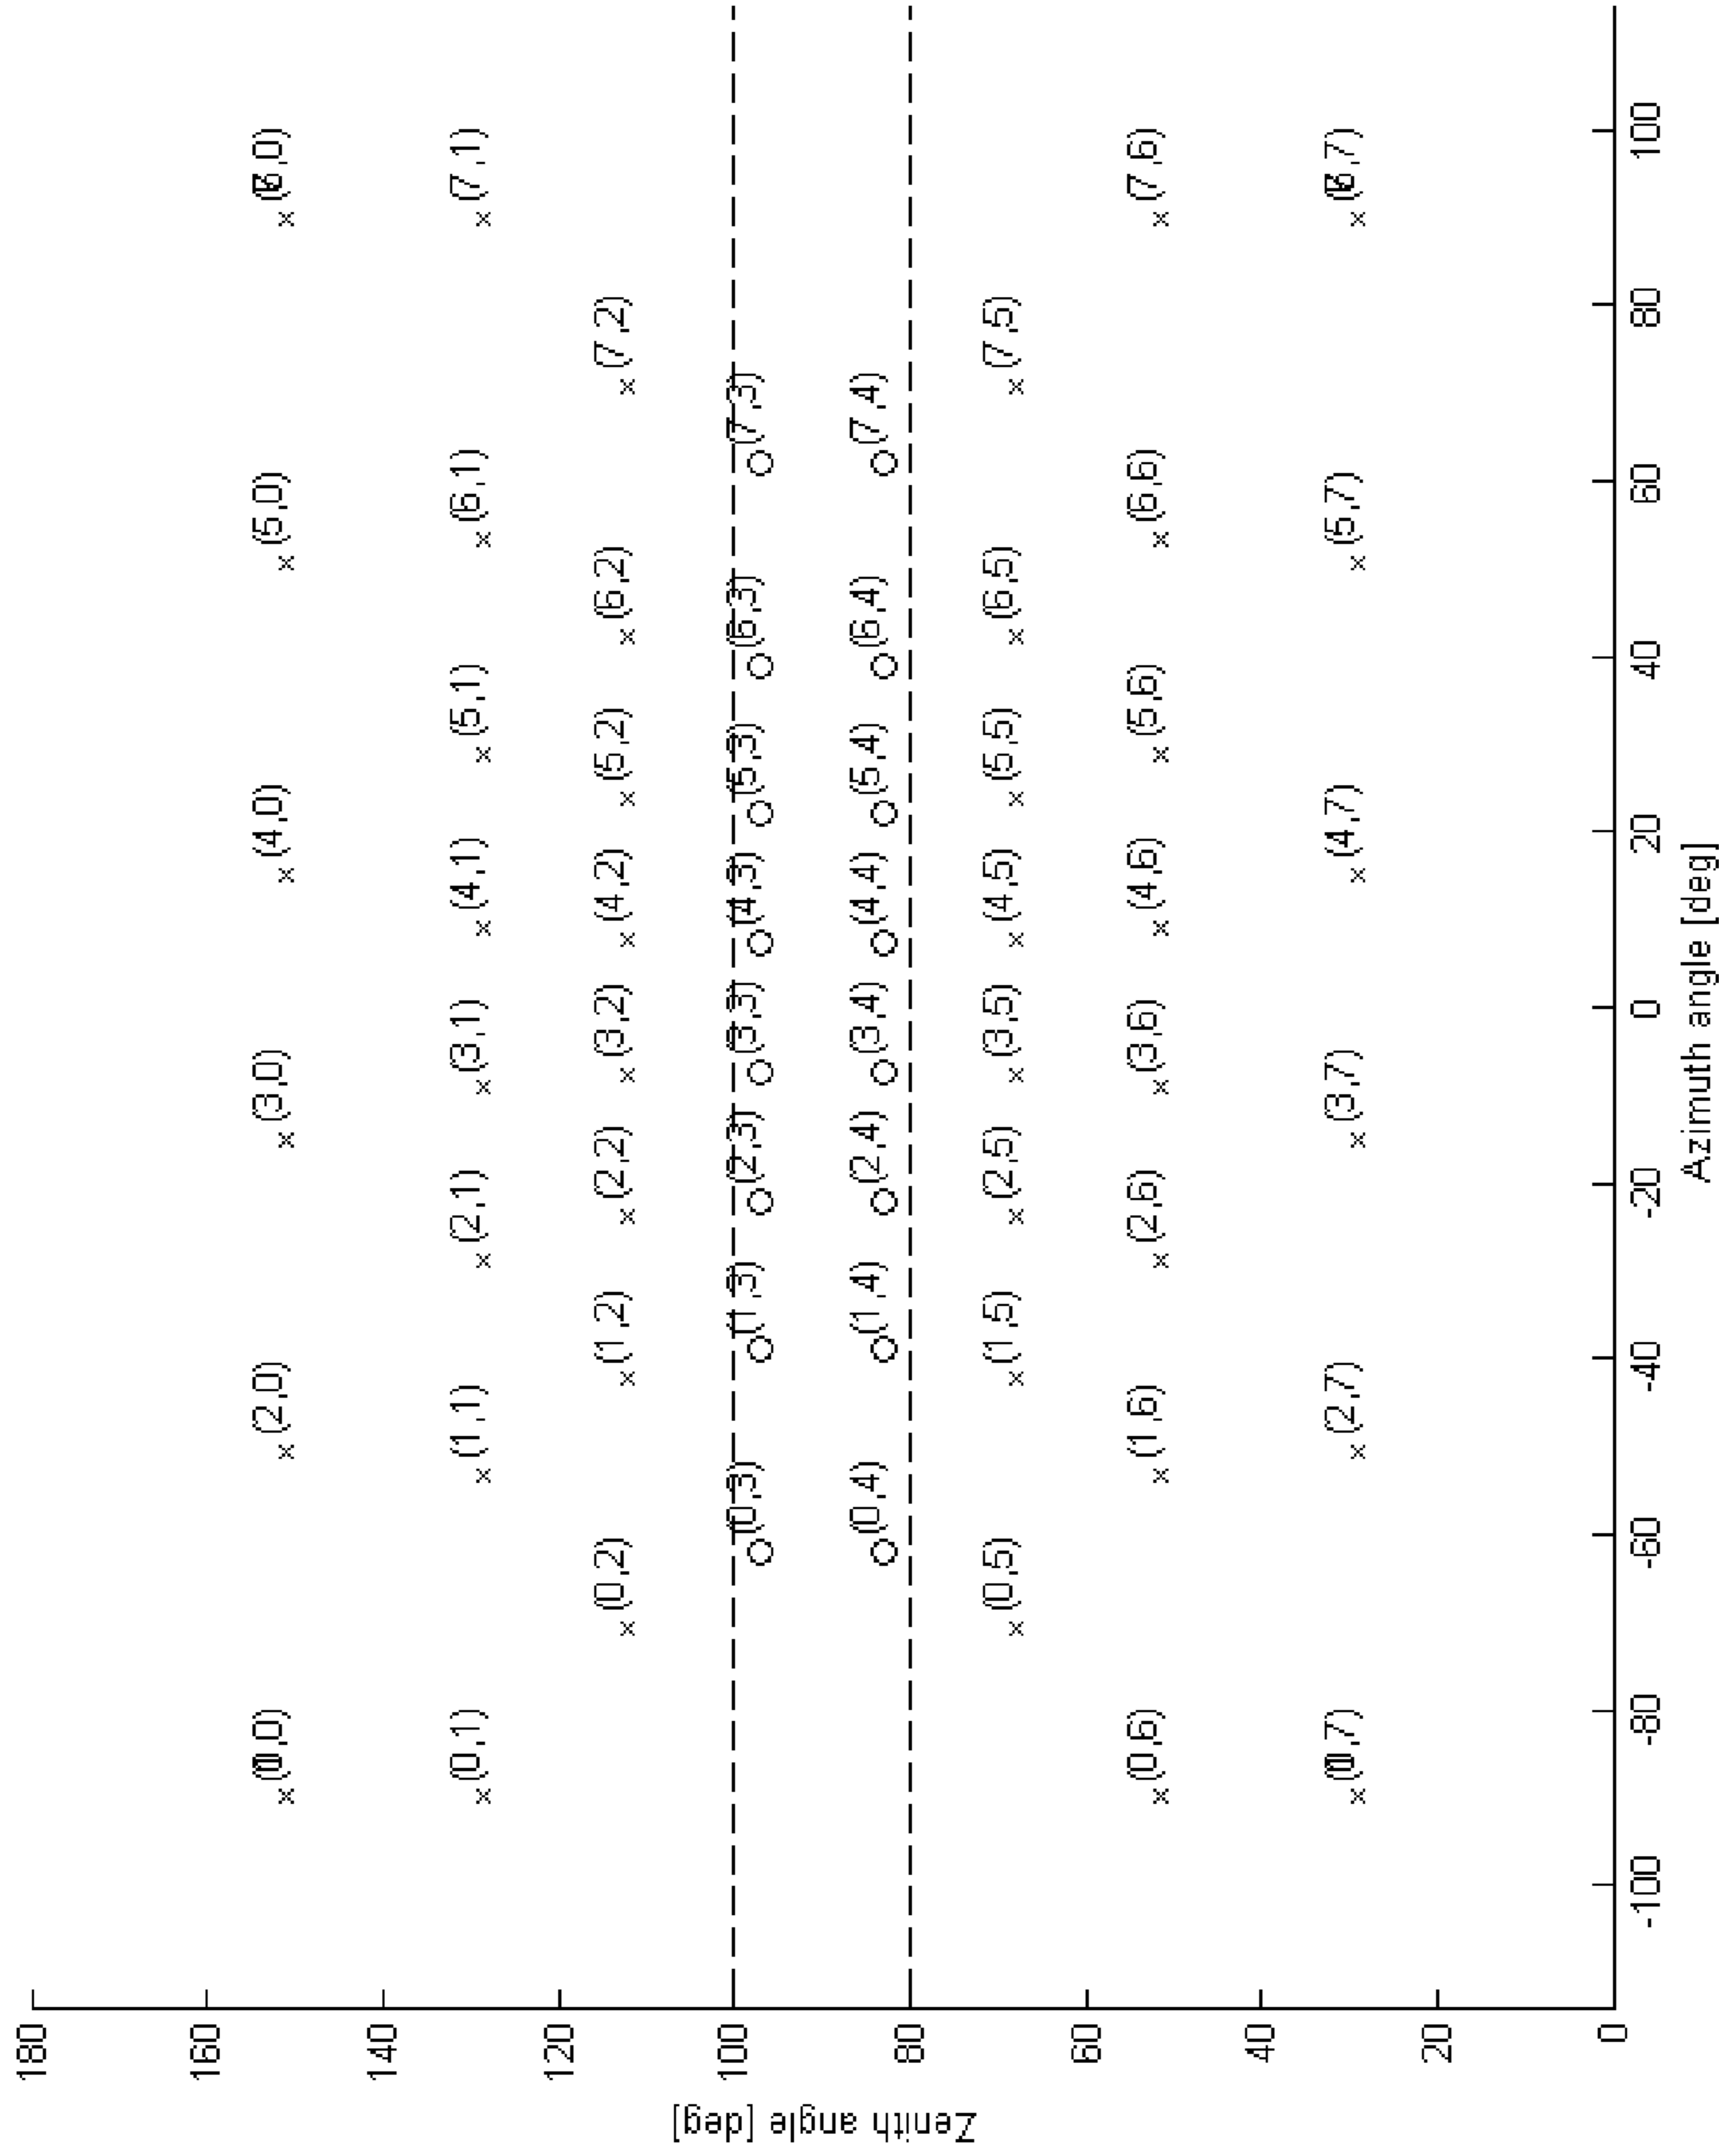 Zenith angle [deg]
180
160
(2,0) (3,0) (4,0) (5,0)
140
(0,1) (1,1) (2,1) (3,1) (4,1) (5,1) (6,1) (7,1)
120
(0,2) (1,2) (2,2) (3,2) (4,2) (5,2) (6,2) (7,2)
100
(0,3) (1,3) (2,3) (3,3) (4,3) (5,3) (6,3) (7,3)
(0,4) (1,4) (2,4) (3,4) (4,4) (5,4) (6,4) (7,4)
80
(0,5) (1,5) (2,5) (3,5) (4,5) (5,5) (6,5) (7,5)
60
(0,6) (1,6) (2,6) (3,6) (4,6) (5,6) (6,6) (7,6)
40
(2,7) (3,7) (4,7) (5,7)
20
0
-100 -80 -60 -40 -20 0 20 40 60 80 100
Azimuth angle [deg]